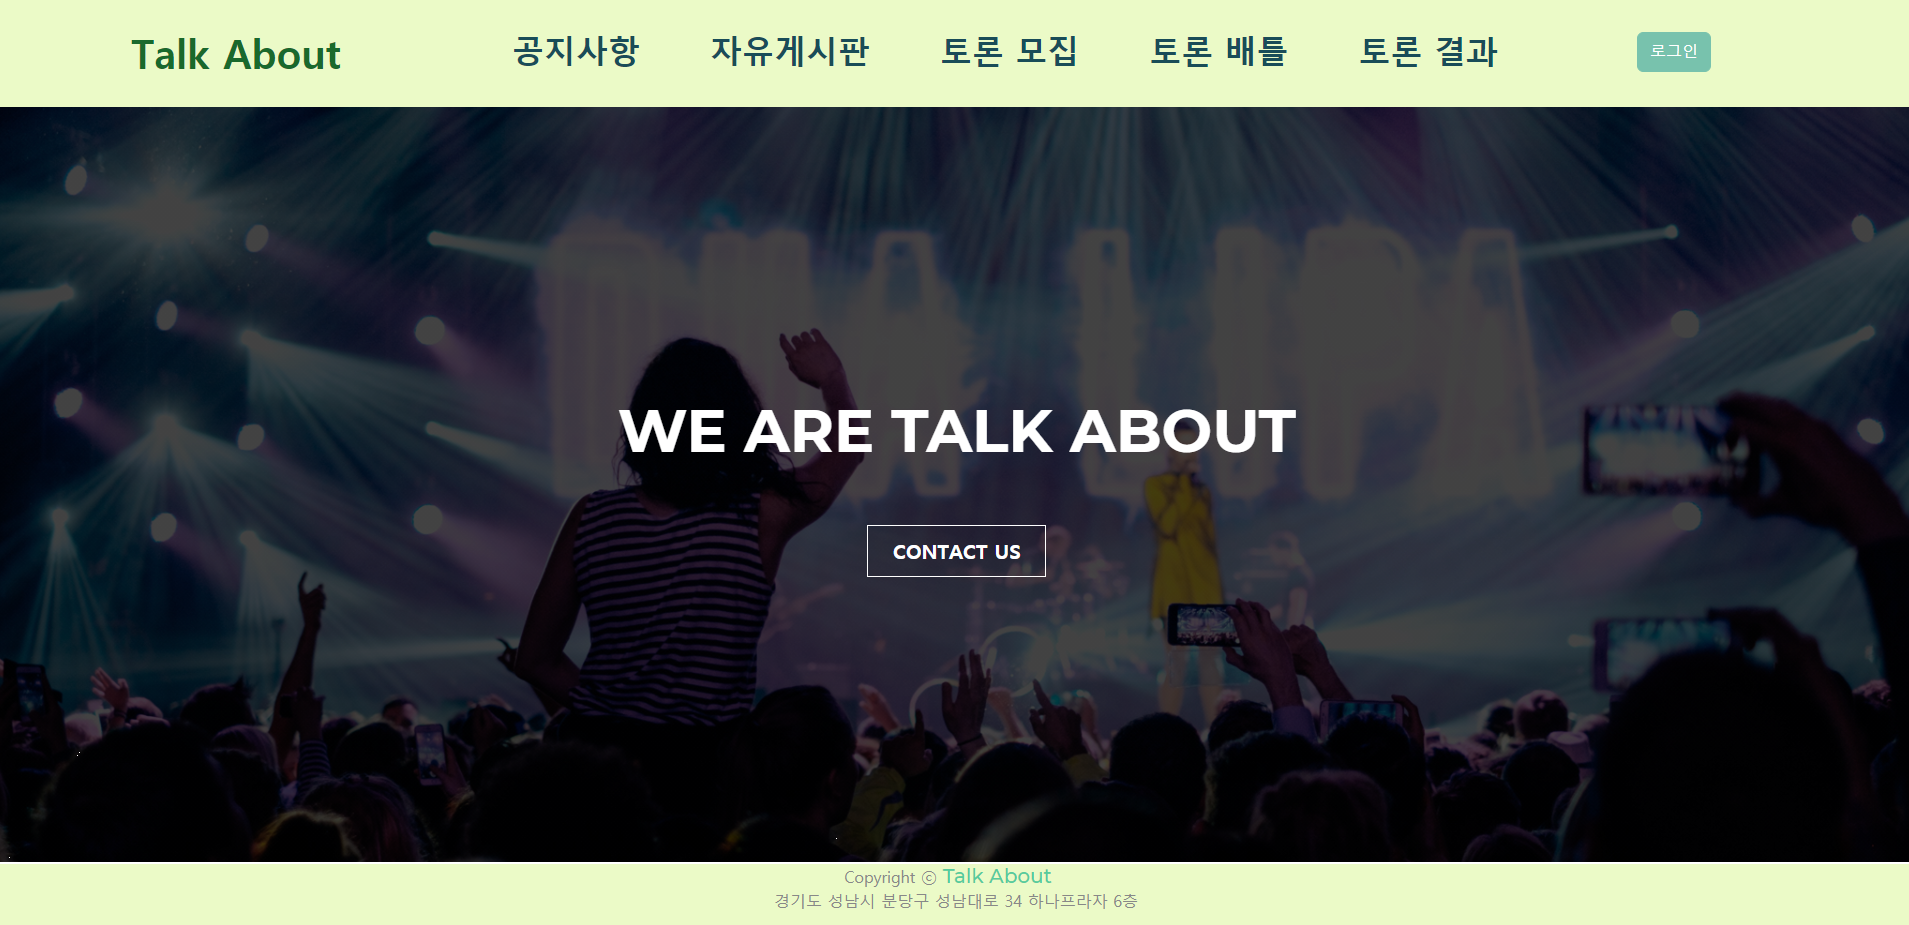 Talk About
공지사항 자유게시판 토론 모집 토론 배틀 토론 결과
로그인
DUA LIPA
WE ARE TALK ABOUT
CONTACT US
Copyright ⓒ Talk About
경기도 성남시 분당구 성남대로 34 하나프라자 6층